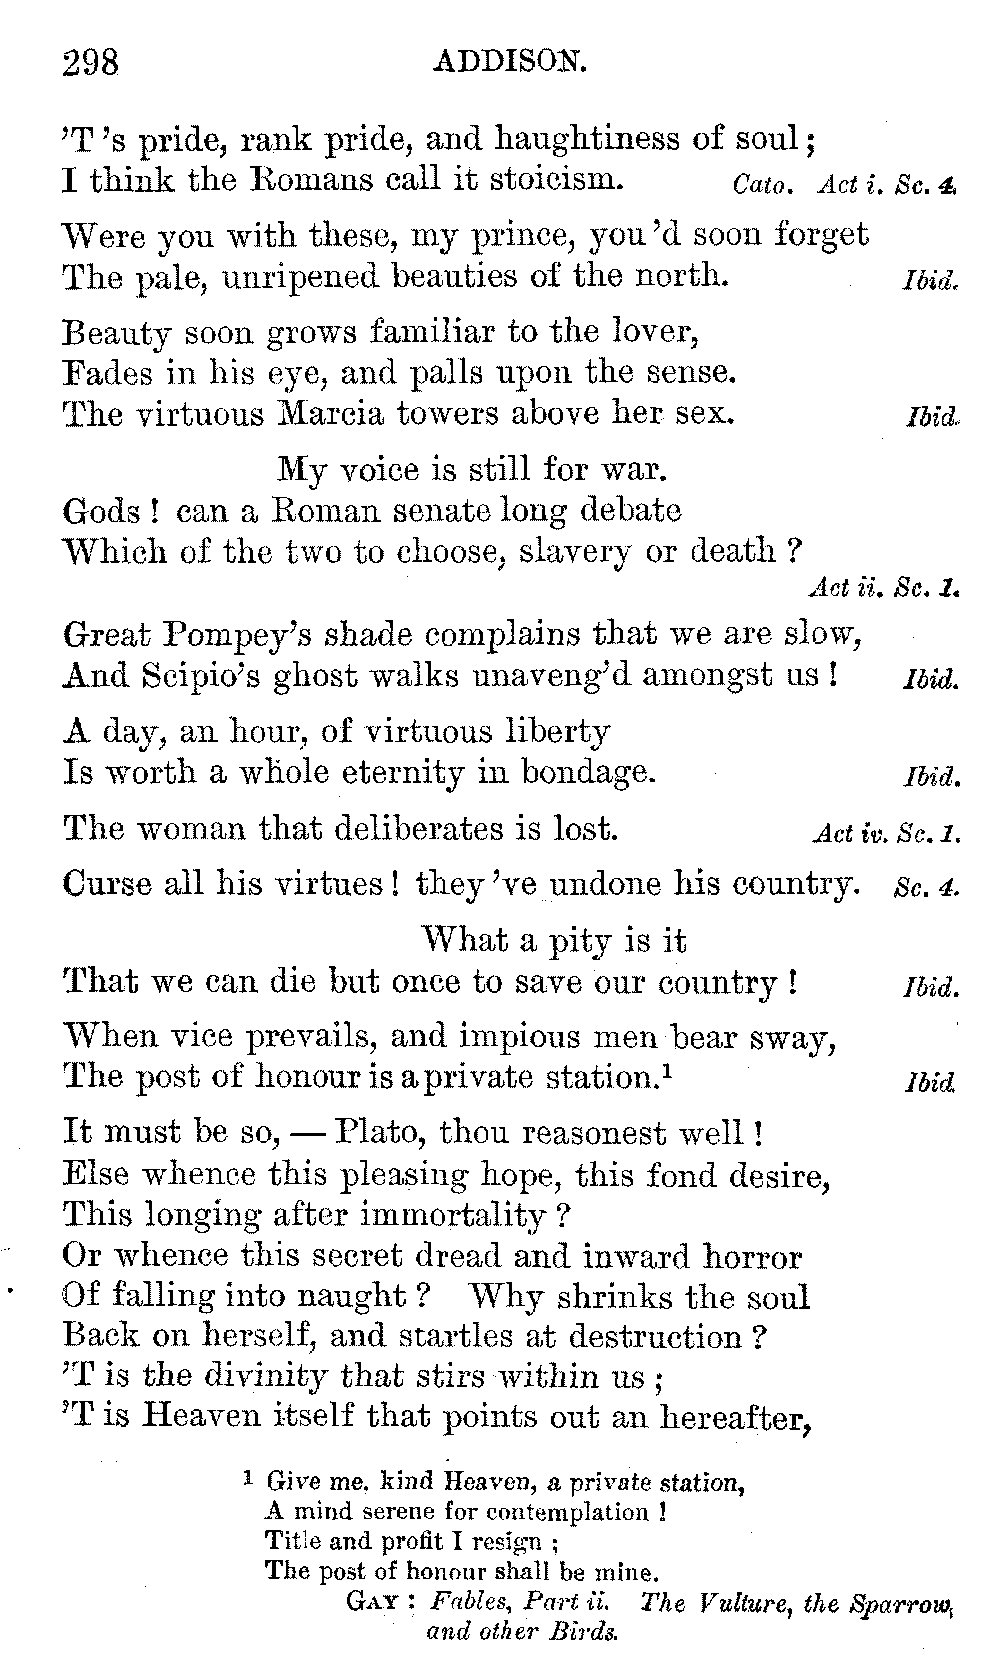 298 ADDISON.
'T 's pride, rank pride, and haughtiness of soul;
I think the Romans call it stoicism. Cato. Act i. Sc. 4.
Were you with these, my prince, you 'd soon forget
The pale, unripened beauties of the north. Ibid.
Beauty soon grows familiar to the lover,
Fades in his eye, and palls upon the sense.
The virtuous Marcia towers above her sex. Ibid.
My voice is still for war.
Gods! can a Roman senate long debate
Which of the two to choose, slavery or death?
Act ii. Sc. 1.
Great Pompey's shade complains that we are slow,
And Scipio's ghost walks unaveng'd amongst us! Ibid.
A day, an hour, of virtuous liberty
Is worth a whole eternity in bondage. Ibid.
The woman that deliberates is lost. Act iv. Sc. 1.
Curse all his virtues! they 've undone his country. Sc. 4.
What a pity is it
That we can die but once to save our country! Ibid.
When vice prevails, and impious men bear sway,
The post of honour is a private station.¹ Ibid.
It must be so, — Plato, thou reasonest well!
Else whence this pleasing hope, this fond desire,
This longing after immortality?
Or whence this secret dread and inward horror
Of falling into naught? Why shrinks the soul
Back on herself, and startles at destruction?
'T is the divinity that stirs within us;
'T is Heaven itself that points out an hereafter,
¹ Give me, kind Heaven, a private station,
A mind serene for contemplation!
Title and profit I resign;
The post of honour shall be mine.
GAY: Fables, Part ii. The Vulture, the Sparrow,
and other Birds.